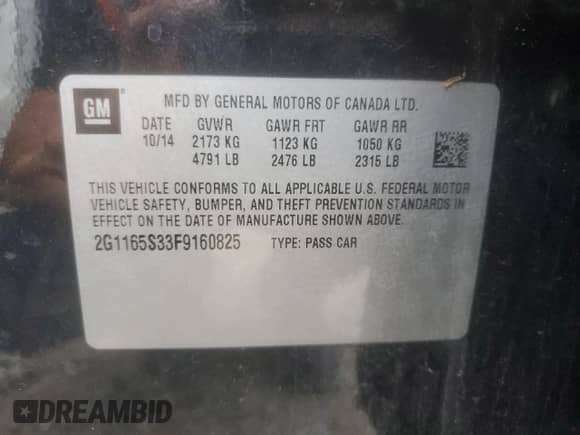 GM ®
MFD BY GENERAL MOTORS OF CANADA LTD.
DATE GVWR GAWR FRT GAWR RR
10/14 2173 KG 1123 KG 1050 KG
4791 LB 2476 LB 2315 LB
THIS VEHICLE CONFORMS TO ALL APPLICABLE U.S. FEDERAL MOTOR
VEHICLE SAFETY, BUMPER, AND THEFT PREVENTION STANDARDS IN
EFFECT ON THE DATE OF MANUFACTURE SHOWN ABOVE.
2G1165S33F9160825 TYPE: PASS CAR
DREAMBID